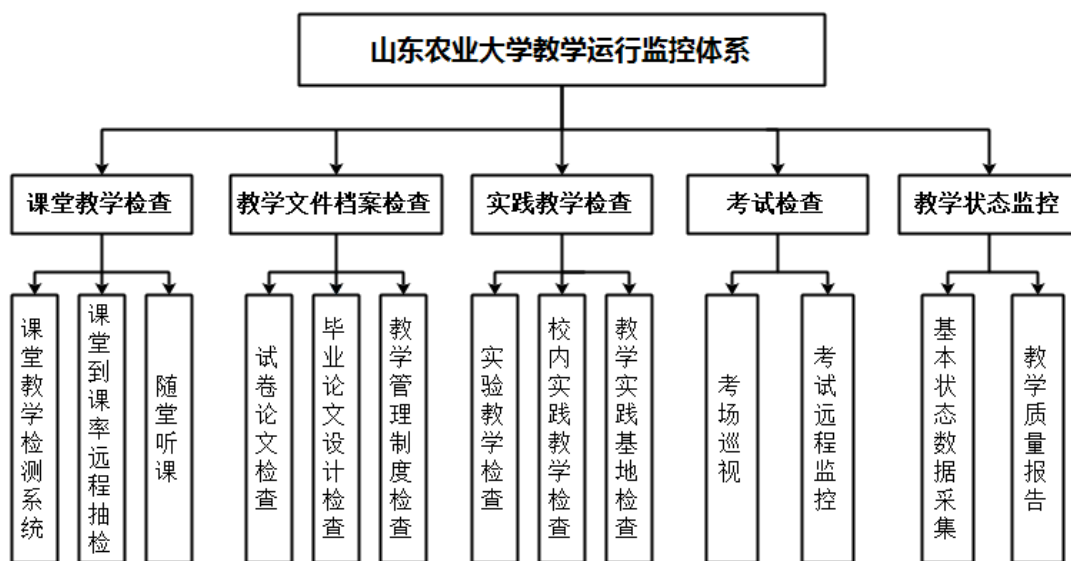 山东农业大学教学运行监控体系
课堂教学检查
教学文件档案检查
实践教学检查
考试检查
教学状态监控
课堂教学检测系统
课堂到课率远程抽检
随堂听课
试卷论文检查
毕业论文设计检查
教学管理制度检查
实验教学检查
校内实践教学检查
教学实践基地检查
考场巡视
考试远程监控
基本状态数据采集
教学质量报告